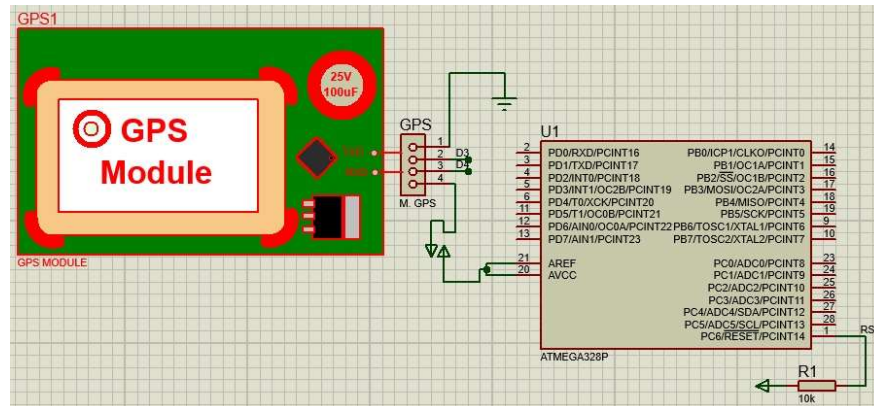 GPS1
25V
100uF
GPS
Module
GPS MODULE
GPS
1
2
3
4
D3
D4
M. GPS
U1
2 PD0/RXD/PCINT16
3 PD1/TXD/PCINT17
4 PD2/INT0/PCINT18
5 PD3/INT1/OC2B/PCINT19
6 PD4/T0/XCK/PCINT20
11 PD5/T1/OC0B/PCINT21
12 PD6/AIN0/OC0A/PCINT22
13 PD7/AIN1/PCINT23
21 AREF
20 AVCC
PB0/ICP1/CLKO/PCINT0 14
PB1/OC1A/PCINT1 15
PB2/SS/OC1B/PCINT2 16
PB3/MOSI/OC2A/PCINT3 17
PB4/MISO/PCINT4 18
PB5/SCK/PCINT5 19
PB6/TOSC1/XTAL1/PCINT6 9
PB7/TOSC2/XTAL2/PCINT7 10
PC0/ADC0/PCINT8 23
PC1/ADC1/PCINT9 24
PC2/ADC2/PCINT10 25
PC3/ADC3/PCINT11 26
PC4/ADC4/SDA/PCINT12 27
PC5/ADC5/SCL/PCINT13 28
PC6/RESET/PCINT14 1
RS
ATMEGA328P
R1
10k